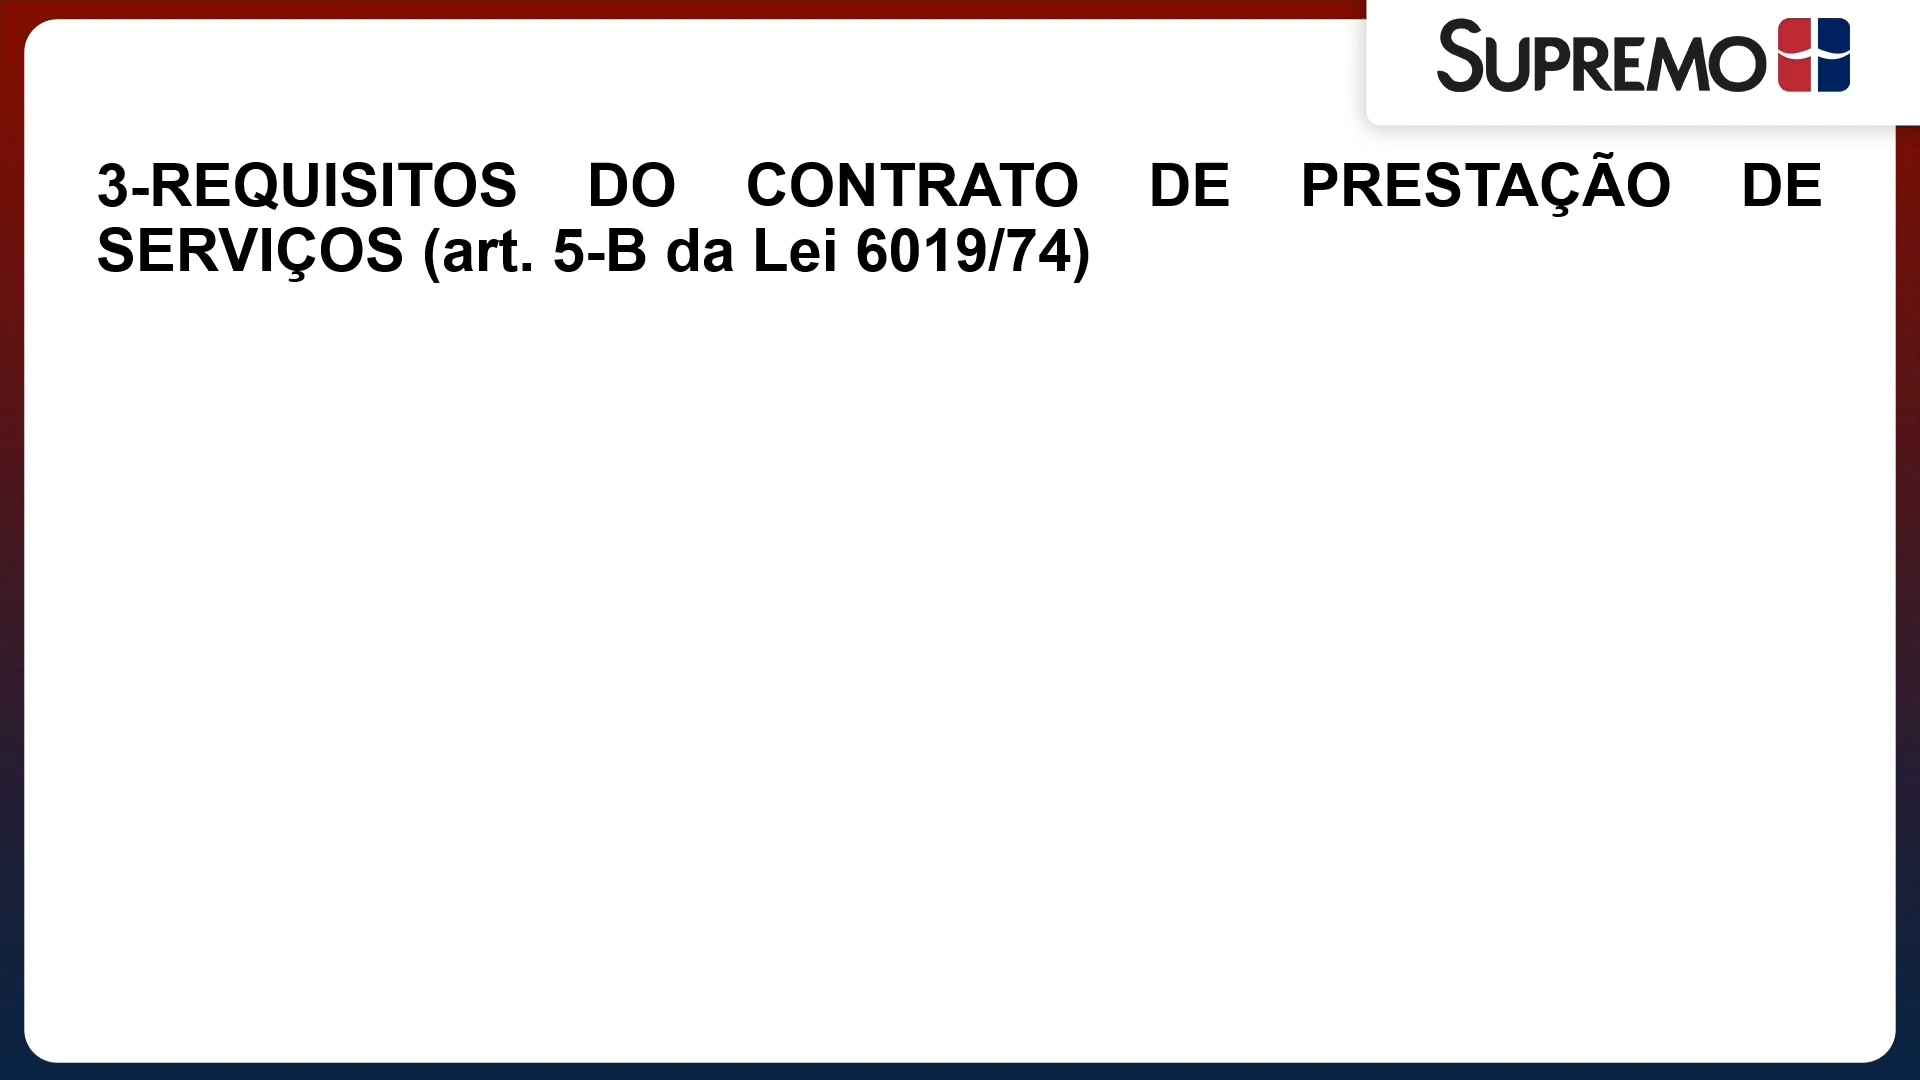 SUPREMO
3-REQUISITOS DO CONTRATO DE PRESTAÇÃO DE
SERVIÇOS (art. 5-B da Lei 6019/74)